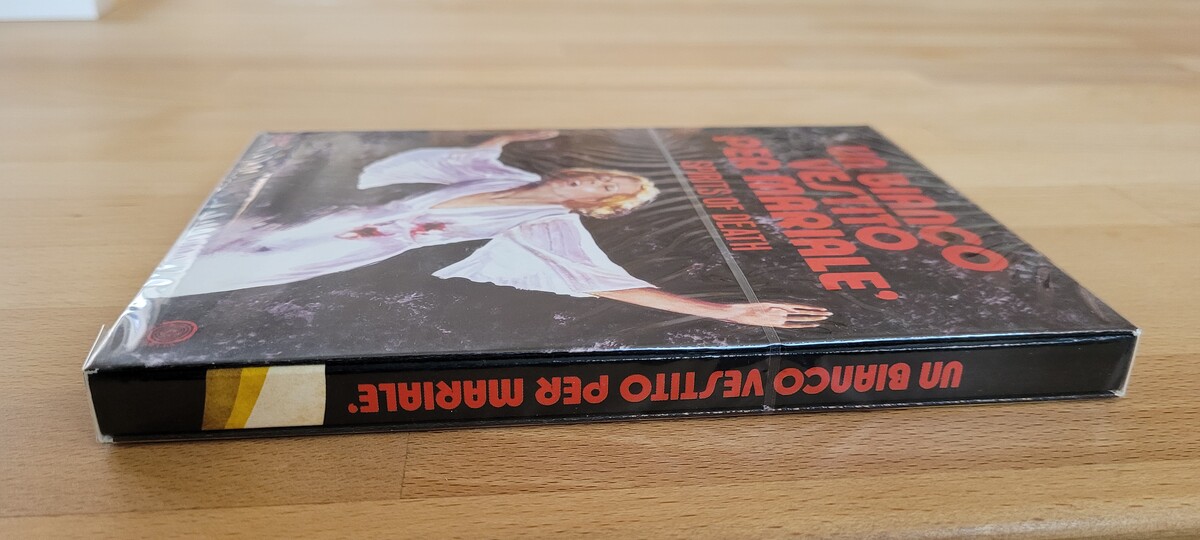 UN BIANCO
VESTITO
PER MARIALE'
SPIRITS OF DEATH
UN BIANCO VESTITO PER MARIALE'